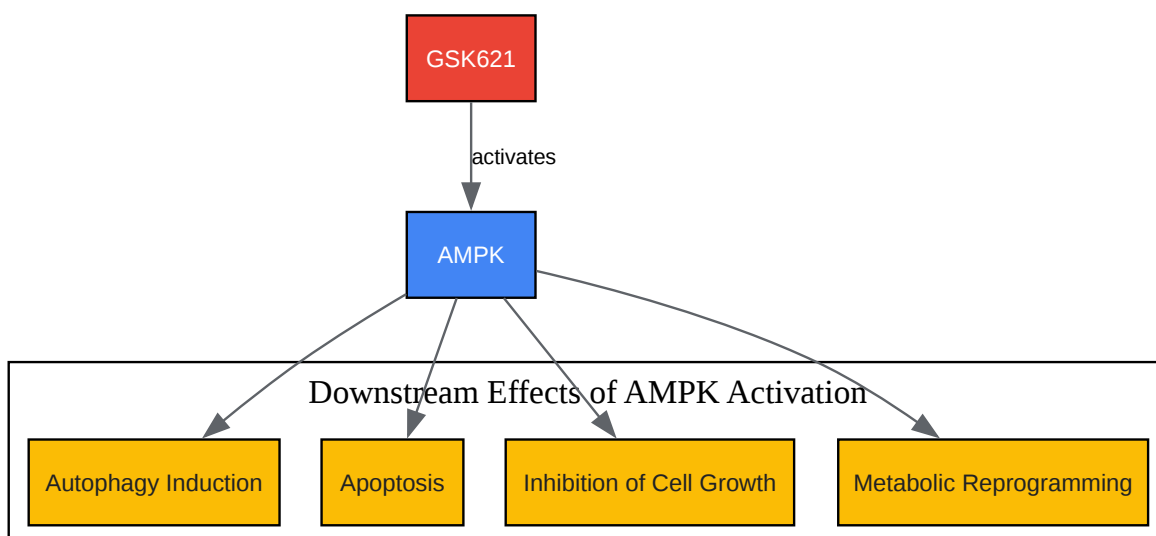 GSK621
activates
AMPK
Downstream Effects of AMPK Activation
Autophagy Induction
Apoptosis
Inhibition of Cell Growth
Metabolic Reprogramming